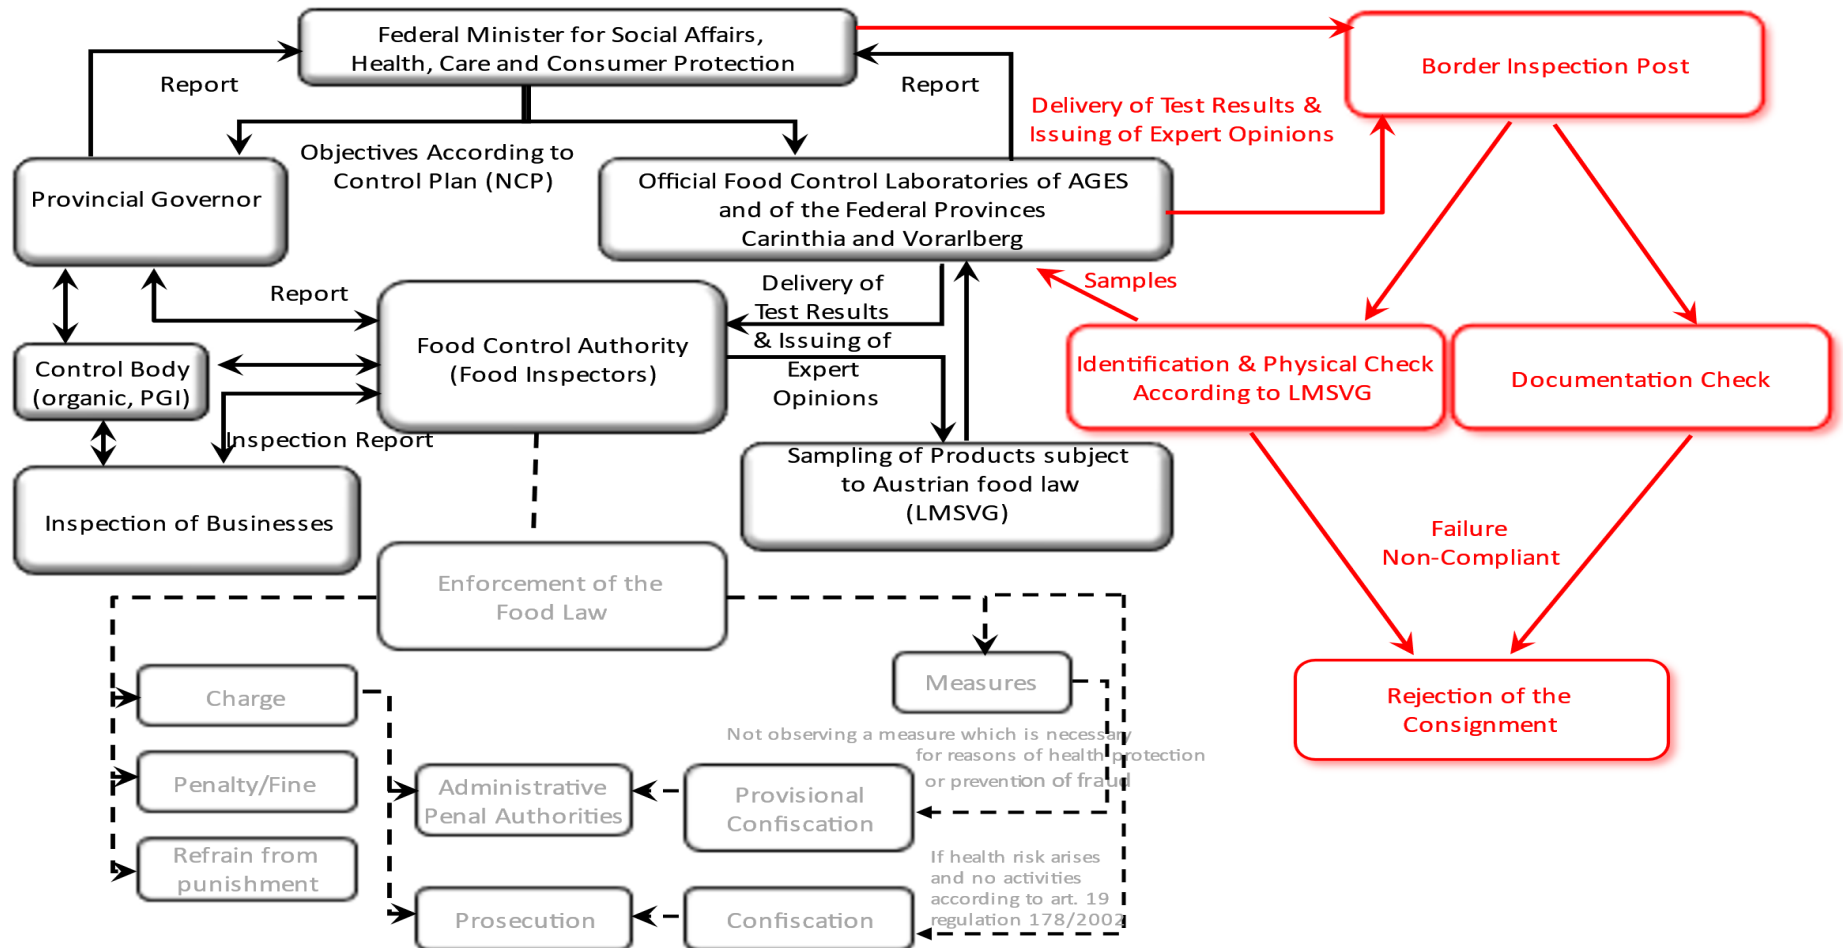 Federal Minister for Social Affairs,
Health, Care and Consumer Protection
Border Inspection Post
Report
Report
Delivery of Test Results &
Issuing of Expert Opinions
Objectives According to
Control Plan (NCP)
Provincial Governor
Official Food Control Laboratories of AGES
and of the Federal Provinces
Carinthia and Vorarlberg
Report
Delivery of
Test Results
& Issuing of
Expert
Opinions
Samples
Food Control Authority
(Food Inspectors)
Control Body
(organic, PGI)
Identification & Physical Check
According to LMSVG
Documentation Check
Inspection Report
Sampling of Products subject
to Austrian food law
(LMSVG)
Inspection of Businesses
Failure
Non-Compliant
Enforcement of the
Food Law
Charge
Measures
Rejection of the
Consignment
Not observing a measure which is necessary
for reasons of health protection
or prevention of fraud
Penalty/Fine
Administrative
Penal Authorities
Provisional
Confiscation
Refrain from
punishment
If health risk arises
and no activities
according to art. 19
regulation 178/2002
Prosecution
Confiscation